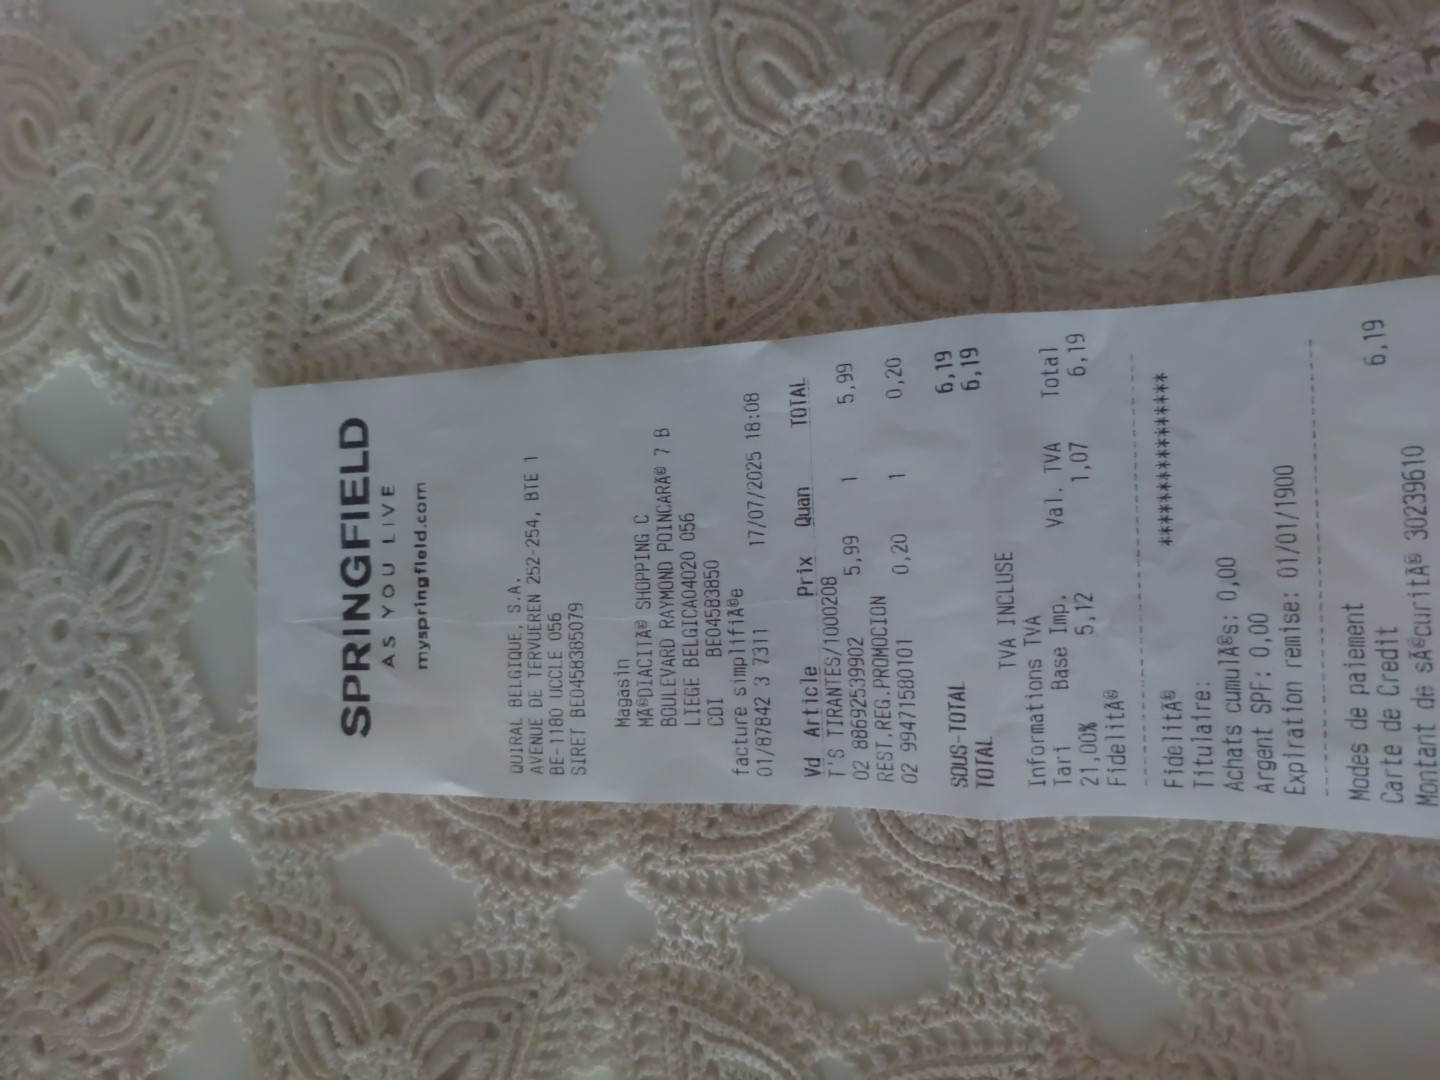 SPRINGFIELD
AS YOU LIVE
myspringfield.com
QUIRAL BELGIQUE, S.A.
AVENUE DE TERVUEREN 252-254, BTE 1
BE-1180 UCCLE 056
SIRET BE0458385079
Magasin
MÃ©DIACITÃ© SHOPPING C
BOULEVARD RAYMOND POINCARÃ© 7 B
LIEGE BELGICA04020 056
CDI BE04583850
facture simplifiÃ©e
01/87842 3 7311 17/07/2025 18:08
Vd Article Prix Quan TOTAL
T'S TIRANTES/1000208
02 88692539902 5,99 1 5,99
REST.REG.PROMOCION
02 99471580101 0,20 1 0,20
SOUS-TOTAL 6,19
TOTAL 6,19
TVA INCLUSE
Informations TVA
Tari Base Imp. Val. TVA Total
21,00% 5,12 1,07 6,19
FidelitÃ©
FidelitÃ© ****************
Titulaire:
Achats cumulÃ©s: 0,00
Argent SPF: 0,00
Expiration remise: 01/01/1900
Modes de paiement
Carte de Credit 6,19
Montant de sÃ©curitÃ© 30239610